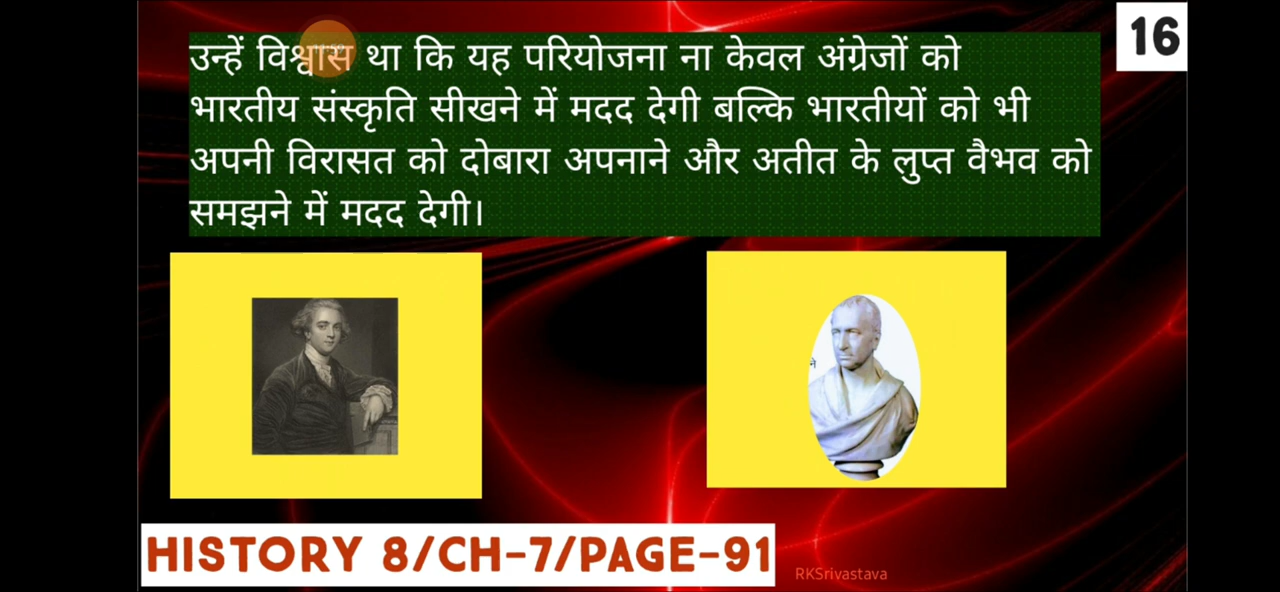 16
उन्हें विश्वास था कि यह परियोजना ना केवल अंग्रेजों को
भारतीय संस्कृति सीखने में मदद देगी बल्कि भारतीयों को भी
अपनी विरासत को दोबारा अपनाने और अतीत के लुप्त वैभव को
समझने में मदद देगी।
ने
HISTORY 8/CH-7/PAGE-91
RKSrivastava